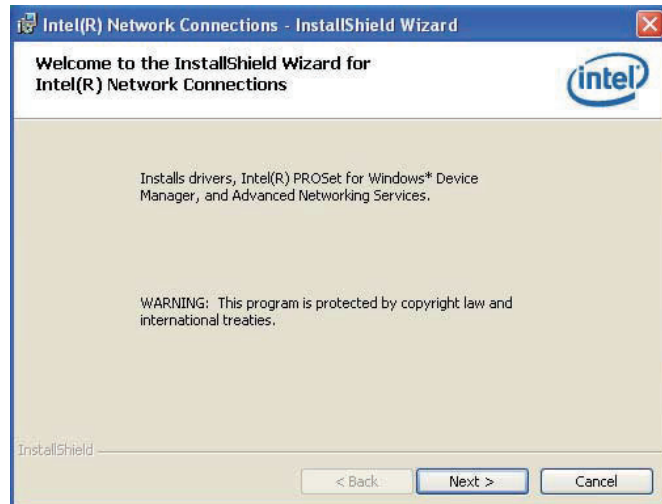 Intel(R) Network Connections - InstallShield Wizard
Welcome to the InstallShield Wizard for
Intel(R) Network Connections
intel
Installs drivers, Intel(R) PROSet for Windows* Device
Manager, and Advanced Networking Services.
WARNING: This program is protected by copyright law and
international treaties.
InstallShield
< Back
Next >
Cancel